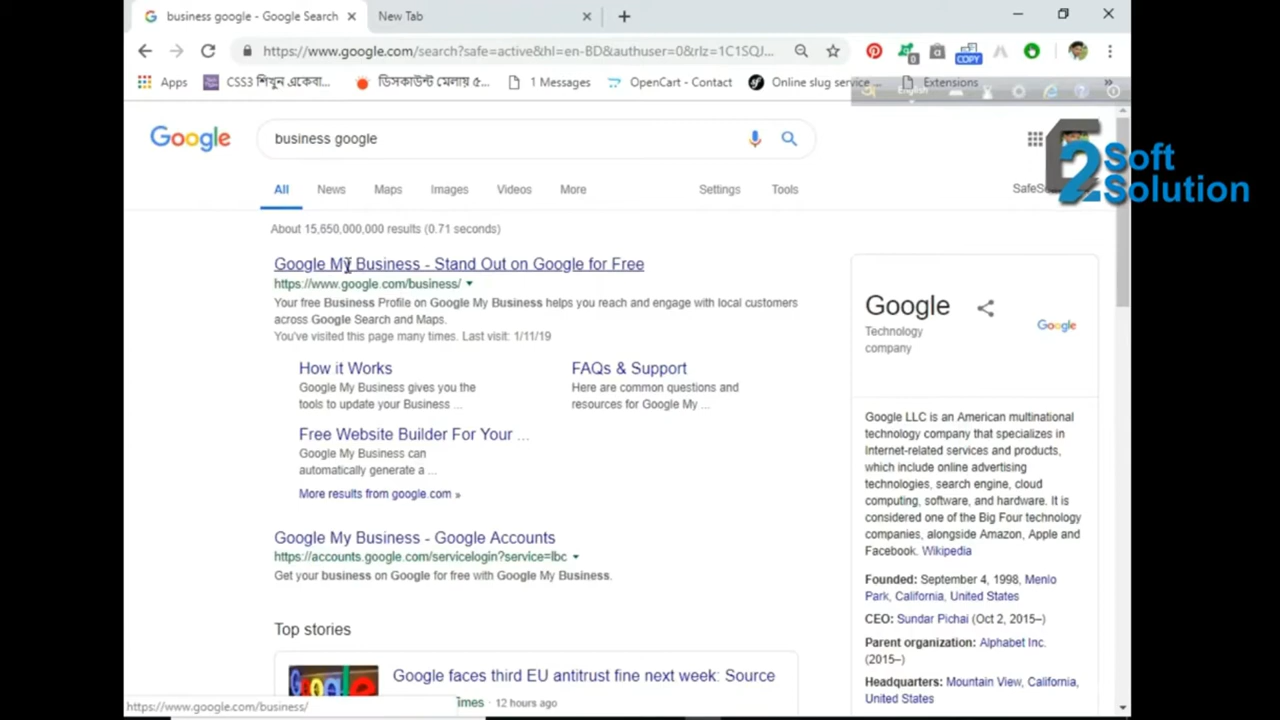 business google - Google Search
New Tab
https://www.google.com/search?safe=active&hl=en-BD&authuser=0&rlz=1C1SQJ...
0
COPY
Apps
CSS3 শিখুন একেবা...
ডিসকাউন্ট মেলায় ৫...
1 Messages
OpenCart - Contact
Online slug service ...
Extensions
»
Google
business google
Soft
Solution
All
News
Maps
Images
Videos
More
Settings
Tools
About 15,650,000,000 results (0.71 seconds)
Google My Business - Stand Out on Google for Free
https://www.google.com/business/
Your free Business Profile on Google My Business helps you reach and engage with local customers
across Google Search and Maps.
You've visited this page many times. Last visit: 1/11/19
How it Works
Google My Business gives you the
tools to update your Business ...
FAQs & Support
Here are common questions and
resources for Google My ...
Free Website Builder For Your ...
Google My Business can
automatically generate a ...
More results from google.com »
Google My Business - Google Accounts
https://accounts.google.com/servicelogin?service=lbc
Get your business on Google for free with Google My Business.
Top stories
Google faces third EU antitrust fine next week: Source
12 hours ago
Google
Technology
company
Google
Google LLC is an American multinational
technology company that specializes in
Internet-related services and products,
which include online advertising
technologies, search engine, cloud
computing, software, and hardware. It is
considered one of the Big Four technology
companies, alongside Amazon, Apple and
Facebook. Wikipedia
Founded: September 4, 1998, Menlo
Park, California, United States
CEO: Sundar Pichai (Oct 2, 2015–)
Parent organization: Alphabet Inc.
(2015–)
Headquarters: Mountain View, California,
United States
https://www.google.com/business/